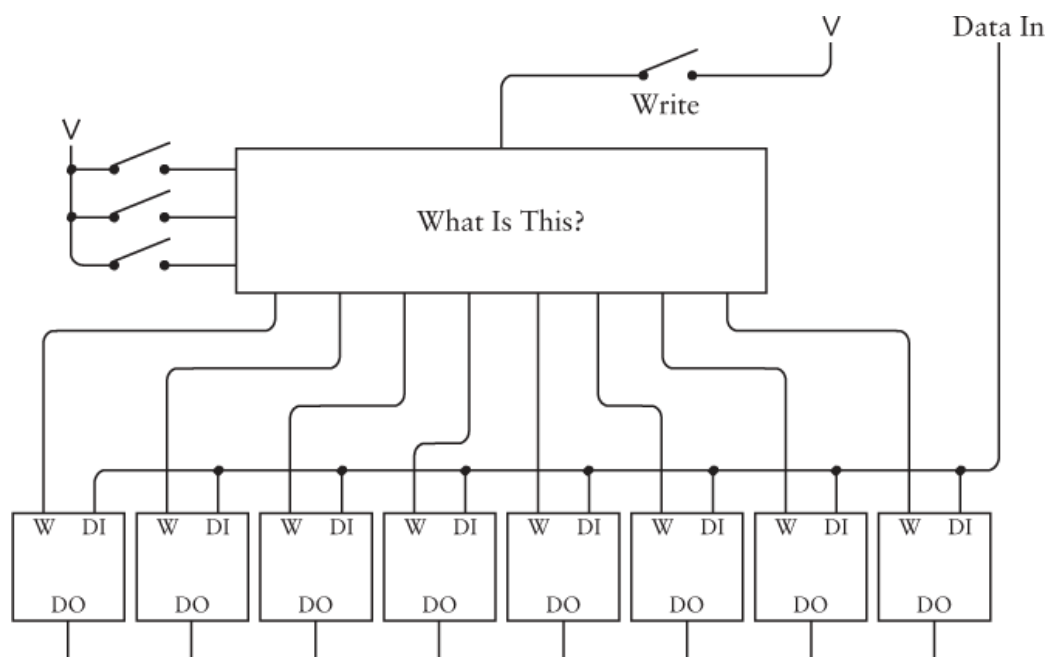 V Data In
Write
V
What Is This?
W DI W DI W DI W DI W DI W DI W DI W DI
DO DO DO DO DO DO DO DO